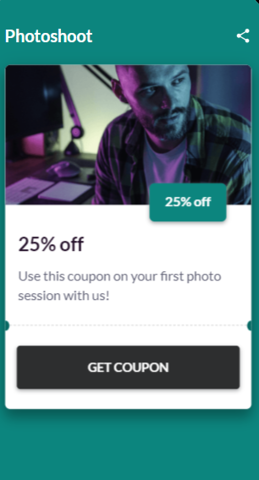 Photoshoot
25% off
25% off
Use this coupon on your first photo
session with us!
GET COUPON